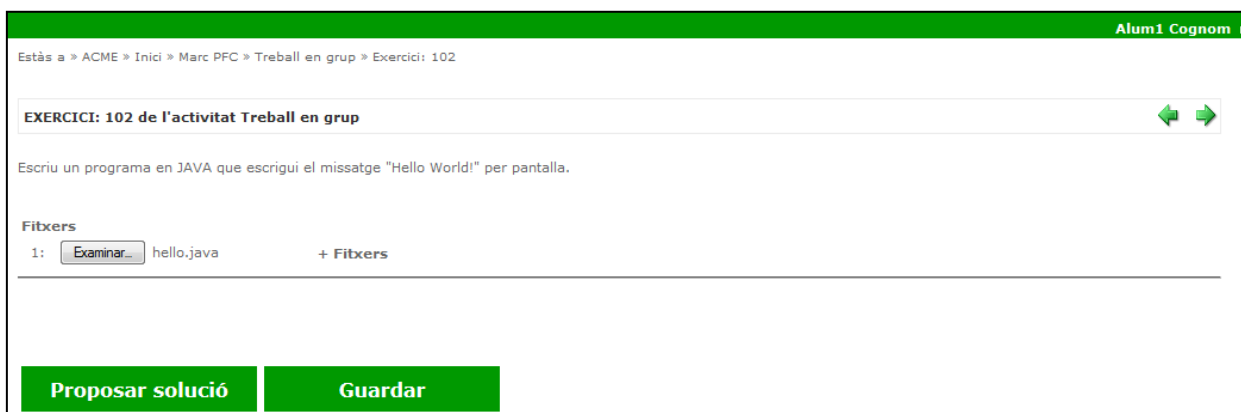 Alum1 Cognom
Estàs a » ACME » Inici » Marc PFC » Treball en grup » Exercici: 102
EXERCICI: 102 de l'activitat Treball en grup
Escriu un programa en JAVA que escrigui el missatge "Hello World!" per pantalla.
Fitxers
1: Examinar... hello.java + Fitxers
Proposar solució Guardar